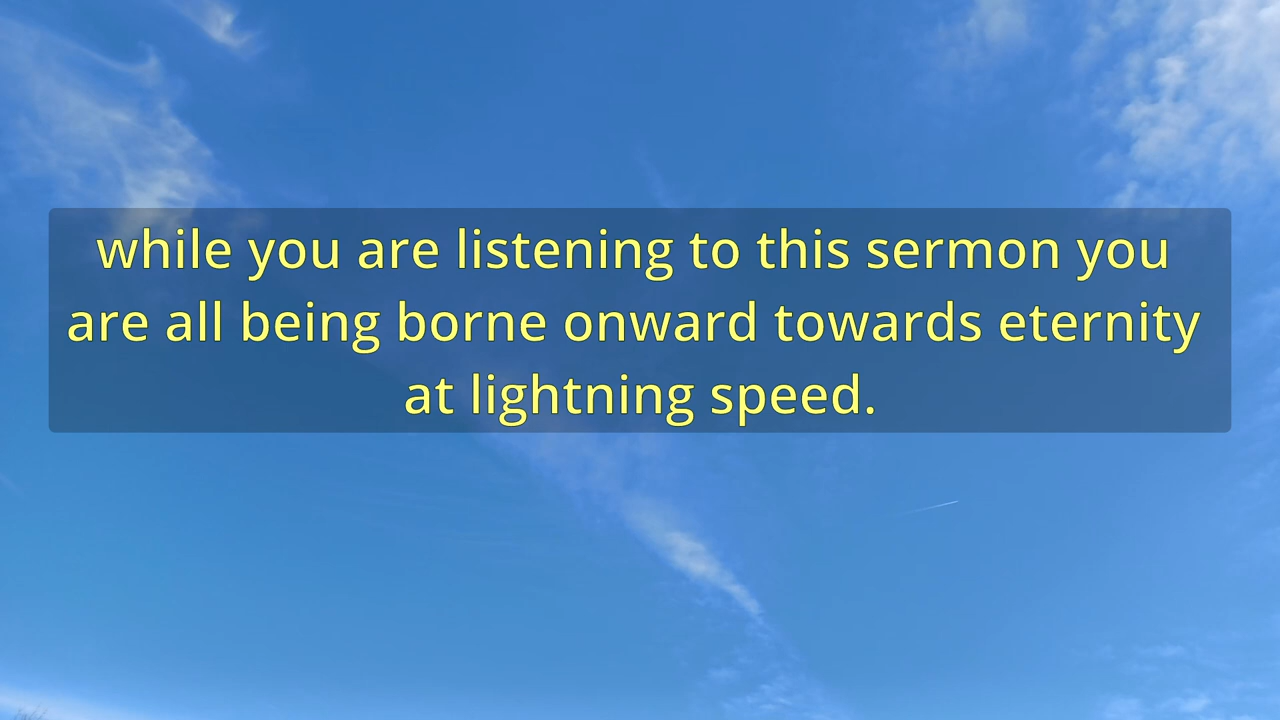 while you are listening to this sermon you
are all being borne onward towards eternity
at lightning speed.